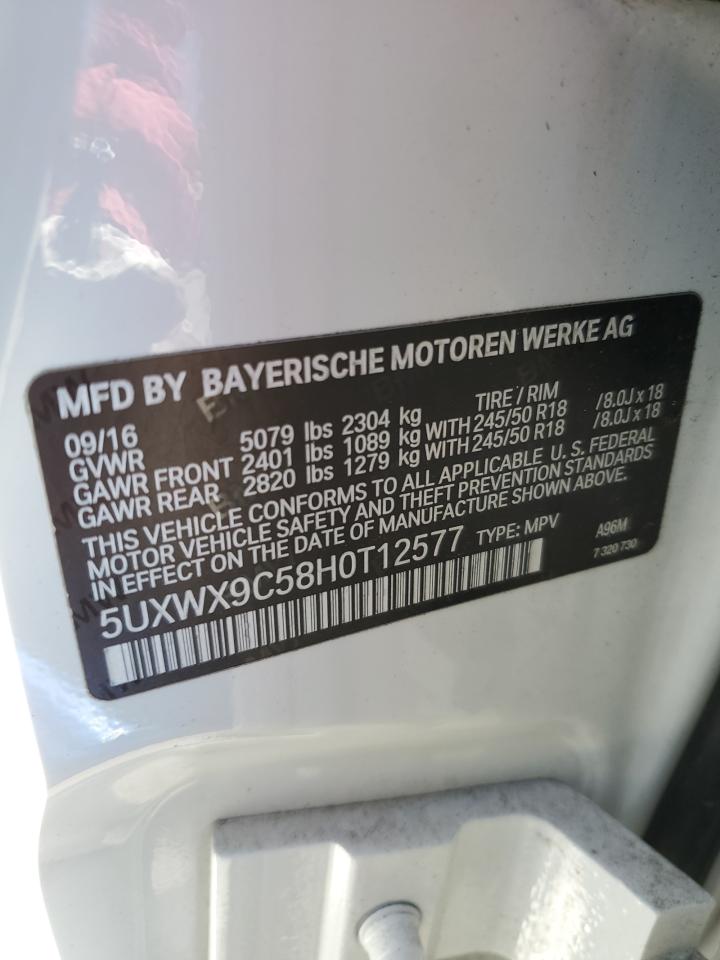 MFD BY BAYERISCHE MOTOREN WERKE AG
09/16 TIRE / RIM
GVWR 5079 lbs 2304 kg
GAWR FRONT 2401 lbs 1089 kg WITH 245/50 R18 /8.0J x 18
GAWR REAR 2820 lbs 1279 kg WITH 245/50 R18 /8.0J x 18
THIS VEHICLE CONFORMS TO ALL APPLICABLE U. S. FEDERAL
MOTOR VEHICLE SAFETY AND THEFT PREVENTION STANDARDS
IN EFFECT ON THE DATE OF MANUFACTURE SHOWN ABOVE.
5UXWX9C58H0T12577 TYPE: MPV A96M
7 320 730